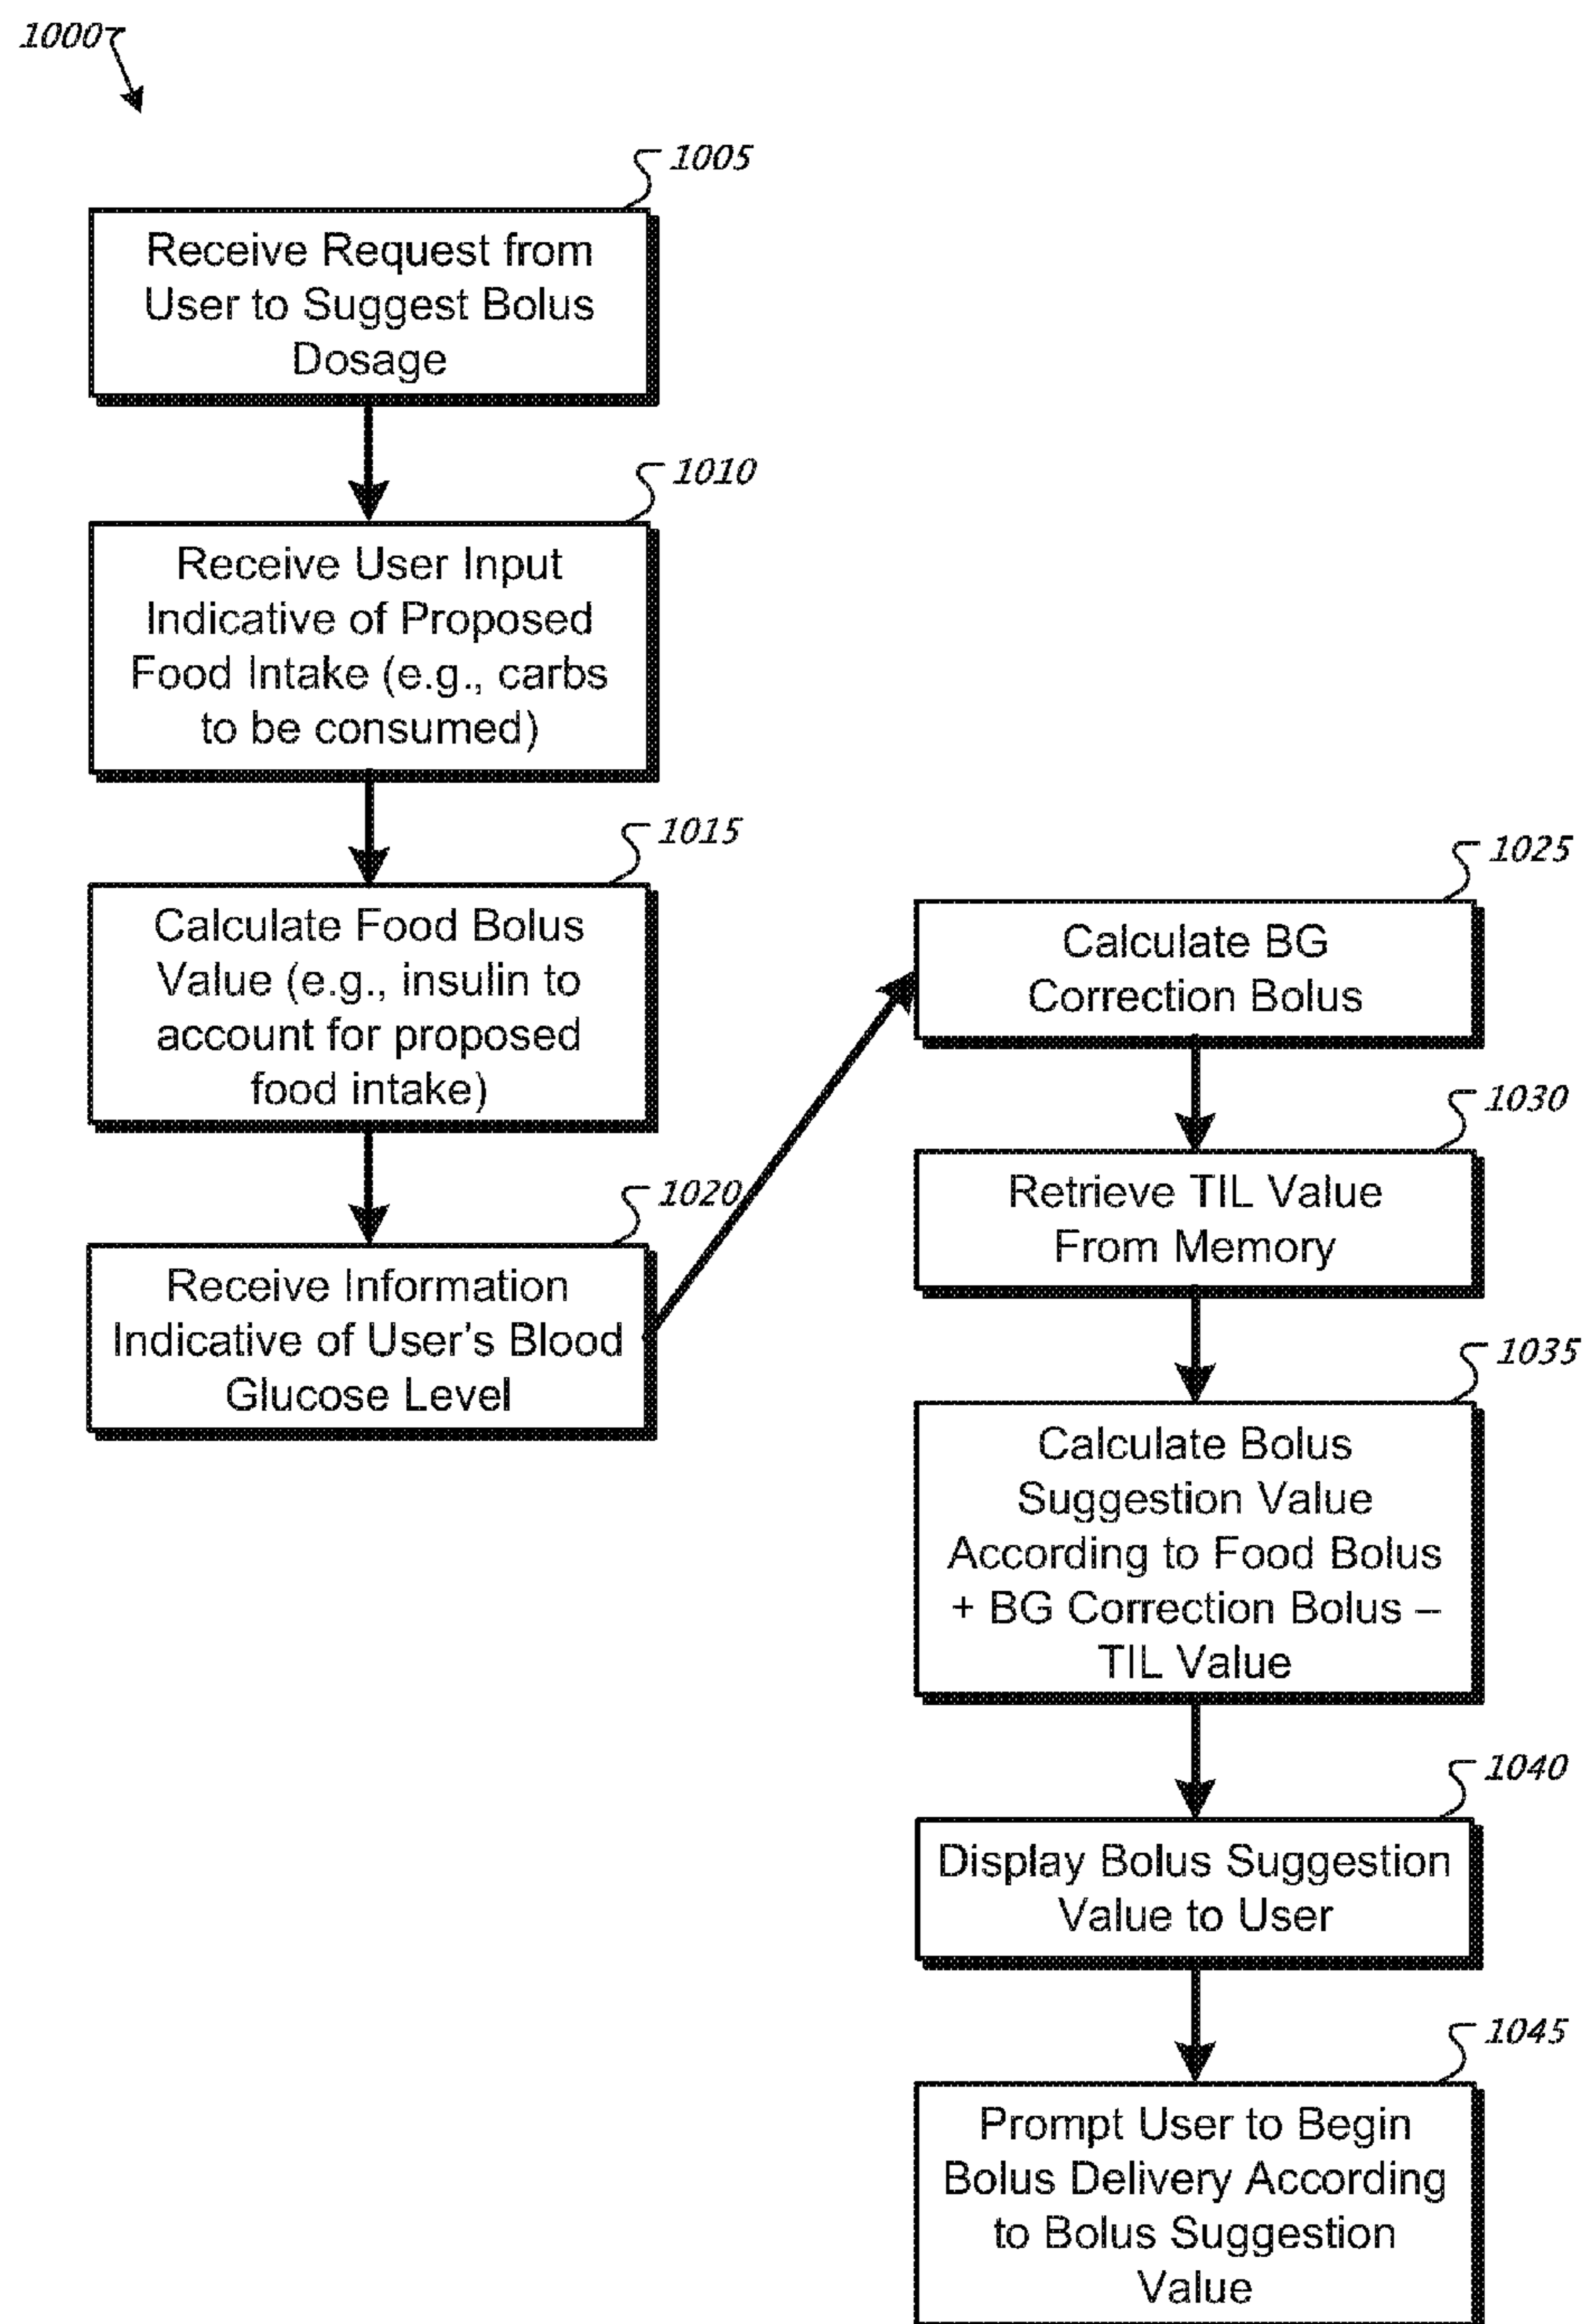 1000
1005
Receive Request from
User to Suggest Bolus
Dosage
1010
Receive User Input
Indicative of Proposed
Food Intake (e.g., carbs
to be consumed)
1015
Calculate Food Bolus
Value (e.g., insulin to
account for proposed
food intake)
1020
Receive Information
Indicative of User’s Blood
Glucose Level
1025
Calculate BG
Correction Bolus
1030
Retrieve TIL Value
From Memory
1035
Calculate Bolus
Suggestion Value
According to Food Bolus
+ BG Correction Bolus –
TIL Value
1040
Display Bolus Suggestion
Value to User
1045
Prompt User to Begin
Bolus Delivery According
to Bolus Suggestion
Value